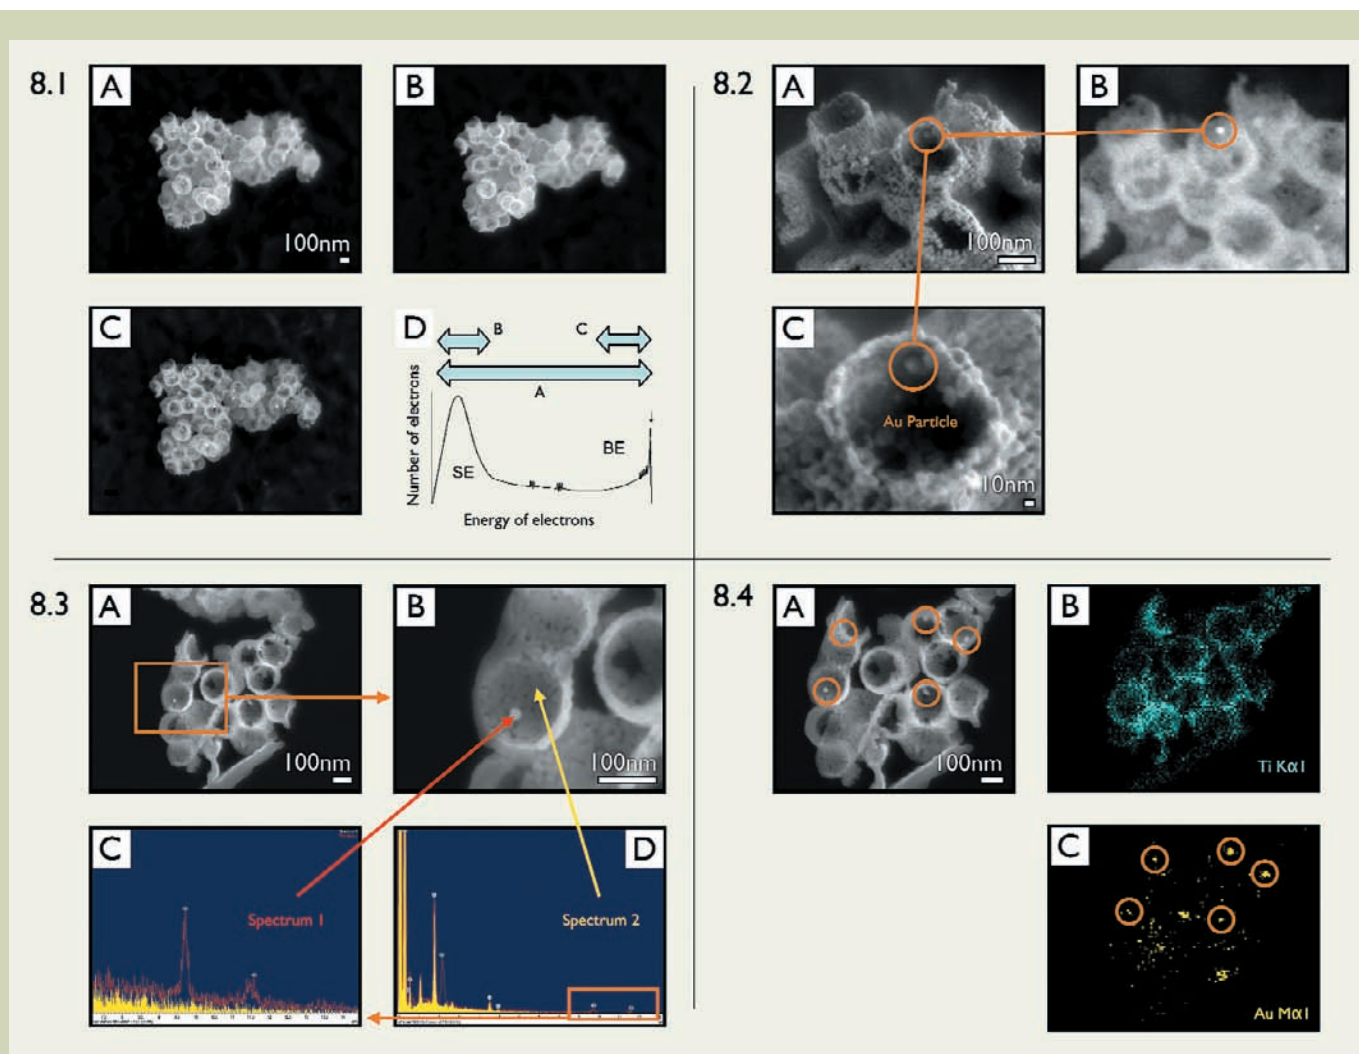 8.1
A
100nm
B
C
D
B
C
A
Number of electrons
SE
BE
Energy of electrons
8.2
A
100nm
B
C
Au Particle
10nm
8.3
A
100nm
B
100nm
C
Spectrum 1
D
Spectrum 2
8.4
A
100nm
B
Ti Kα1
C
Au Mα1